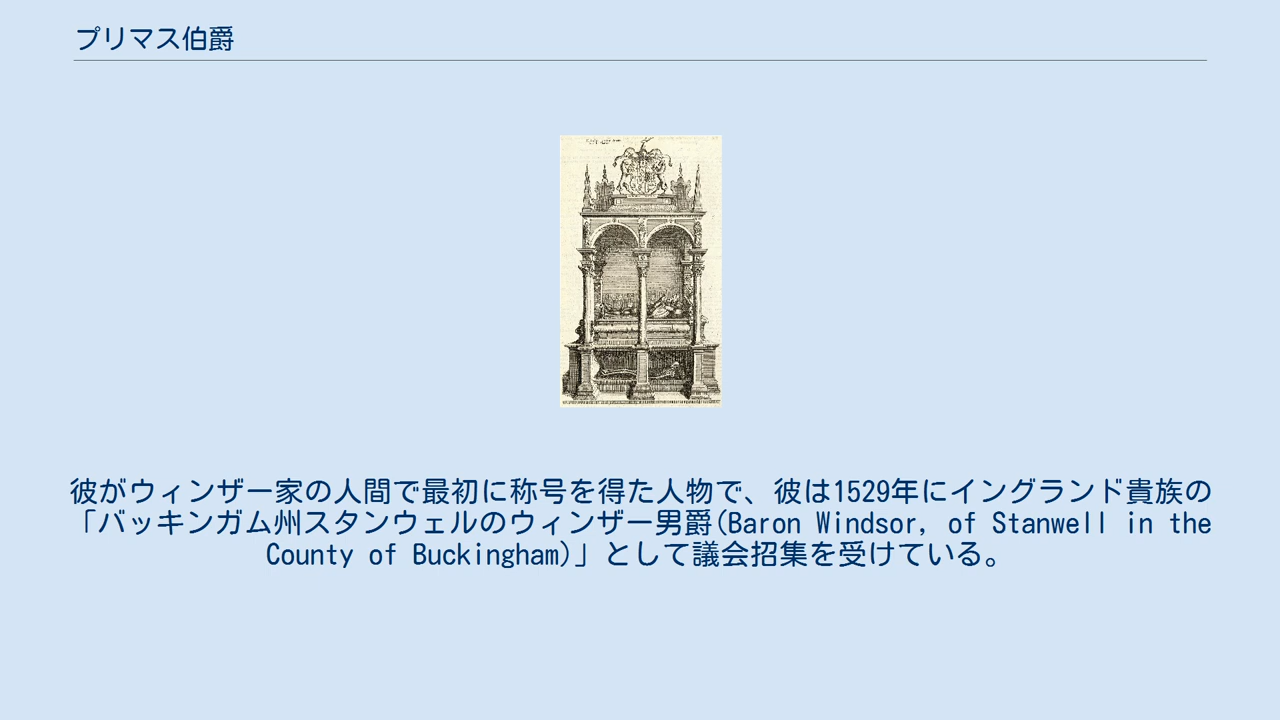 プリマス伯爵
彼がウィンザー家の人間で最初に称号を得た人物で、彼は1529年にイングランド貴族の
「バッキンガム州スタンウェルのウィンザー男爵(Baron Windsor, of Stanwell in the
County of Buckingham)」として議会招集を受けている。